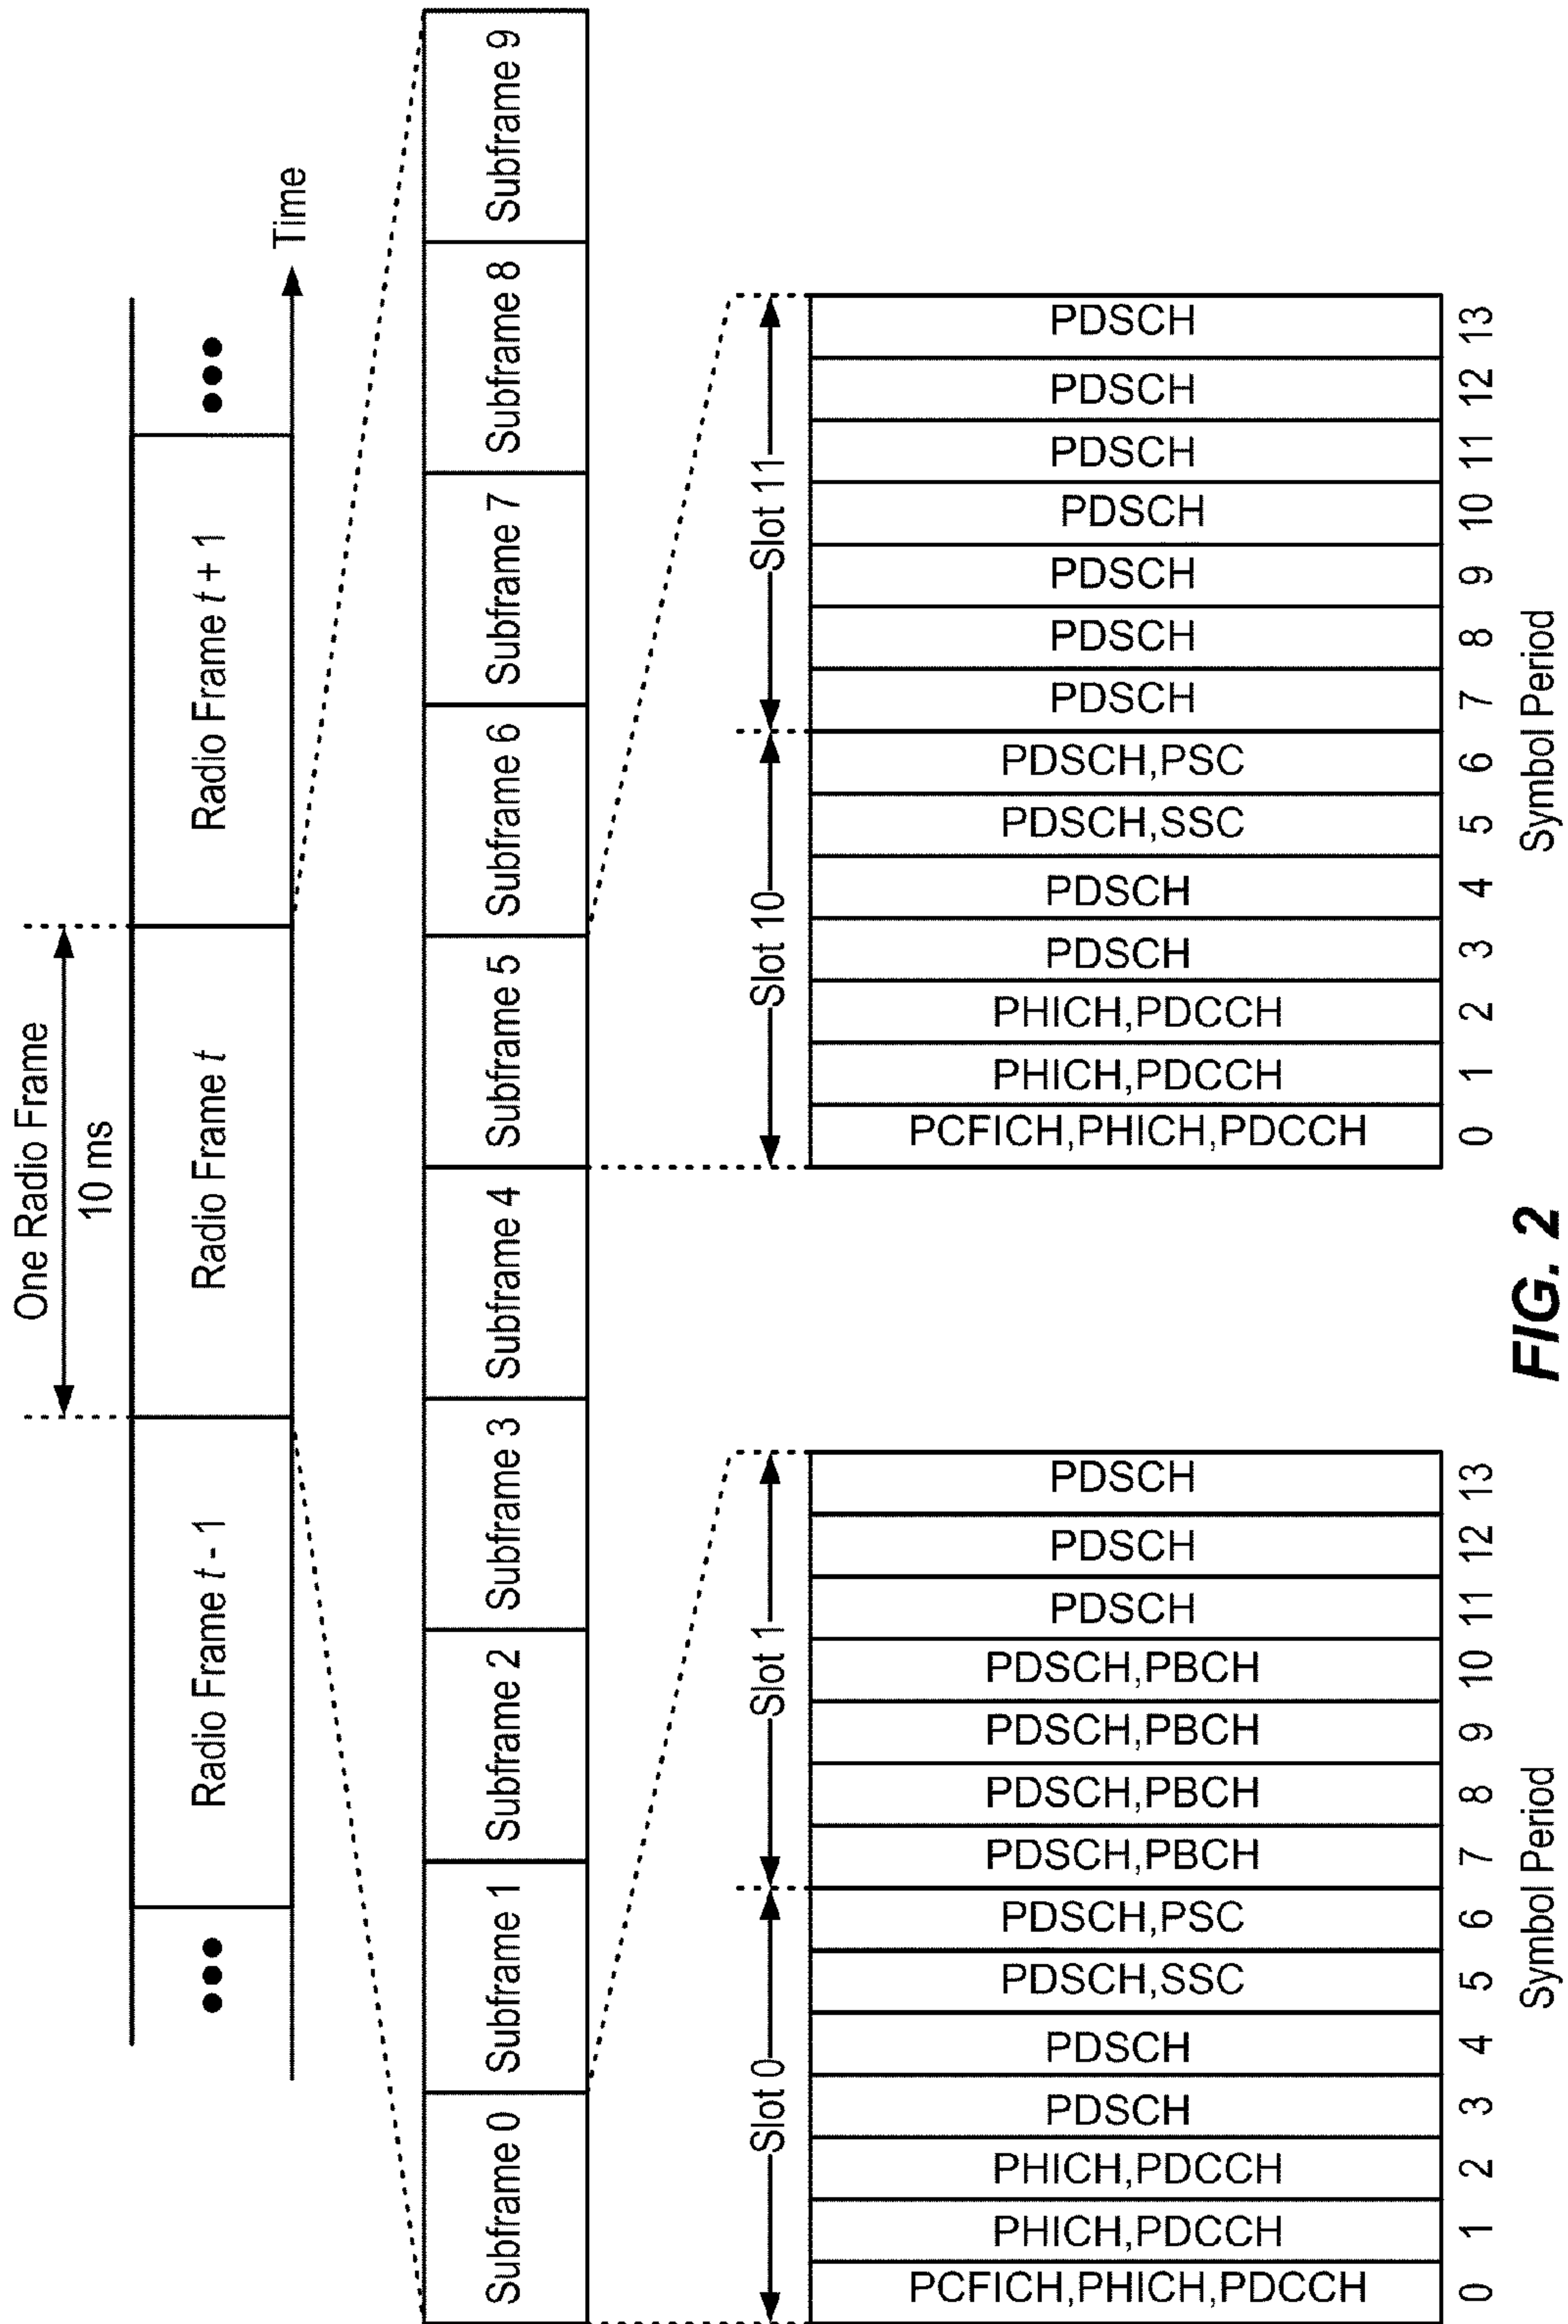 One Radio Frame
10 ms
Radio Frame t - 1
Radio Frame t
Radio Frame t + 1
Time
Subframe 0
Subframe 1
Subframe 2
Subframe 3
Subframe 4
Subframe 5
Subframe 6
Subframe 7
Subframe 8
Subframe 9
Slot 0
Slot 1
PCFICH,PHICH,PDCCH
PHICH,PDCCH
PHICH,PDCCH
PDSCH
PDSCH
PDSCH,SSC
PDSCH,PSC
PDSCH,PBCH
PDSCH,PBCH
PDSCH,PBCH
PDSCH,PBCH
PDSCH
PDSCH
PDSCH
0 1 2 3 4 5 6 7 8 9 10 11 12 13
Symbol Period
Slot 10
Slot 11
PCFICH,PHICH,PDCCH
PHICH,PDCCH
PHICH,PDCCH
PDSCH
PDSCH
PDSCH,SSC
PDSCH,PSC
PDSCH
PDSCH
PDSCH
PDSCH
PDSCH
PDSCH
PDSCH
0 1 2 3 4 5 6 7 8 9 10 11 12 13
Symbol Period
FIG. 2